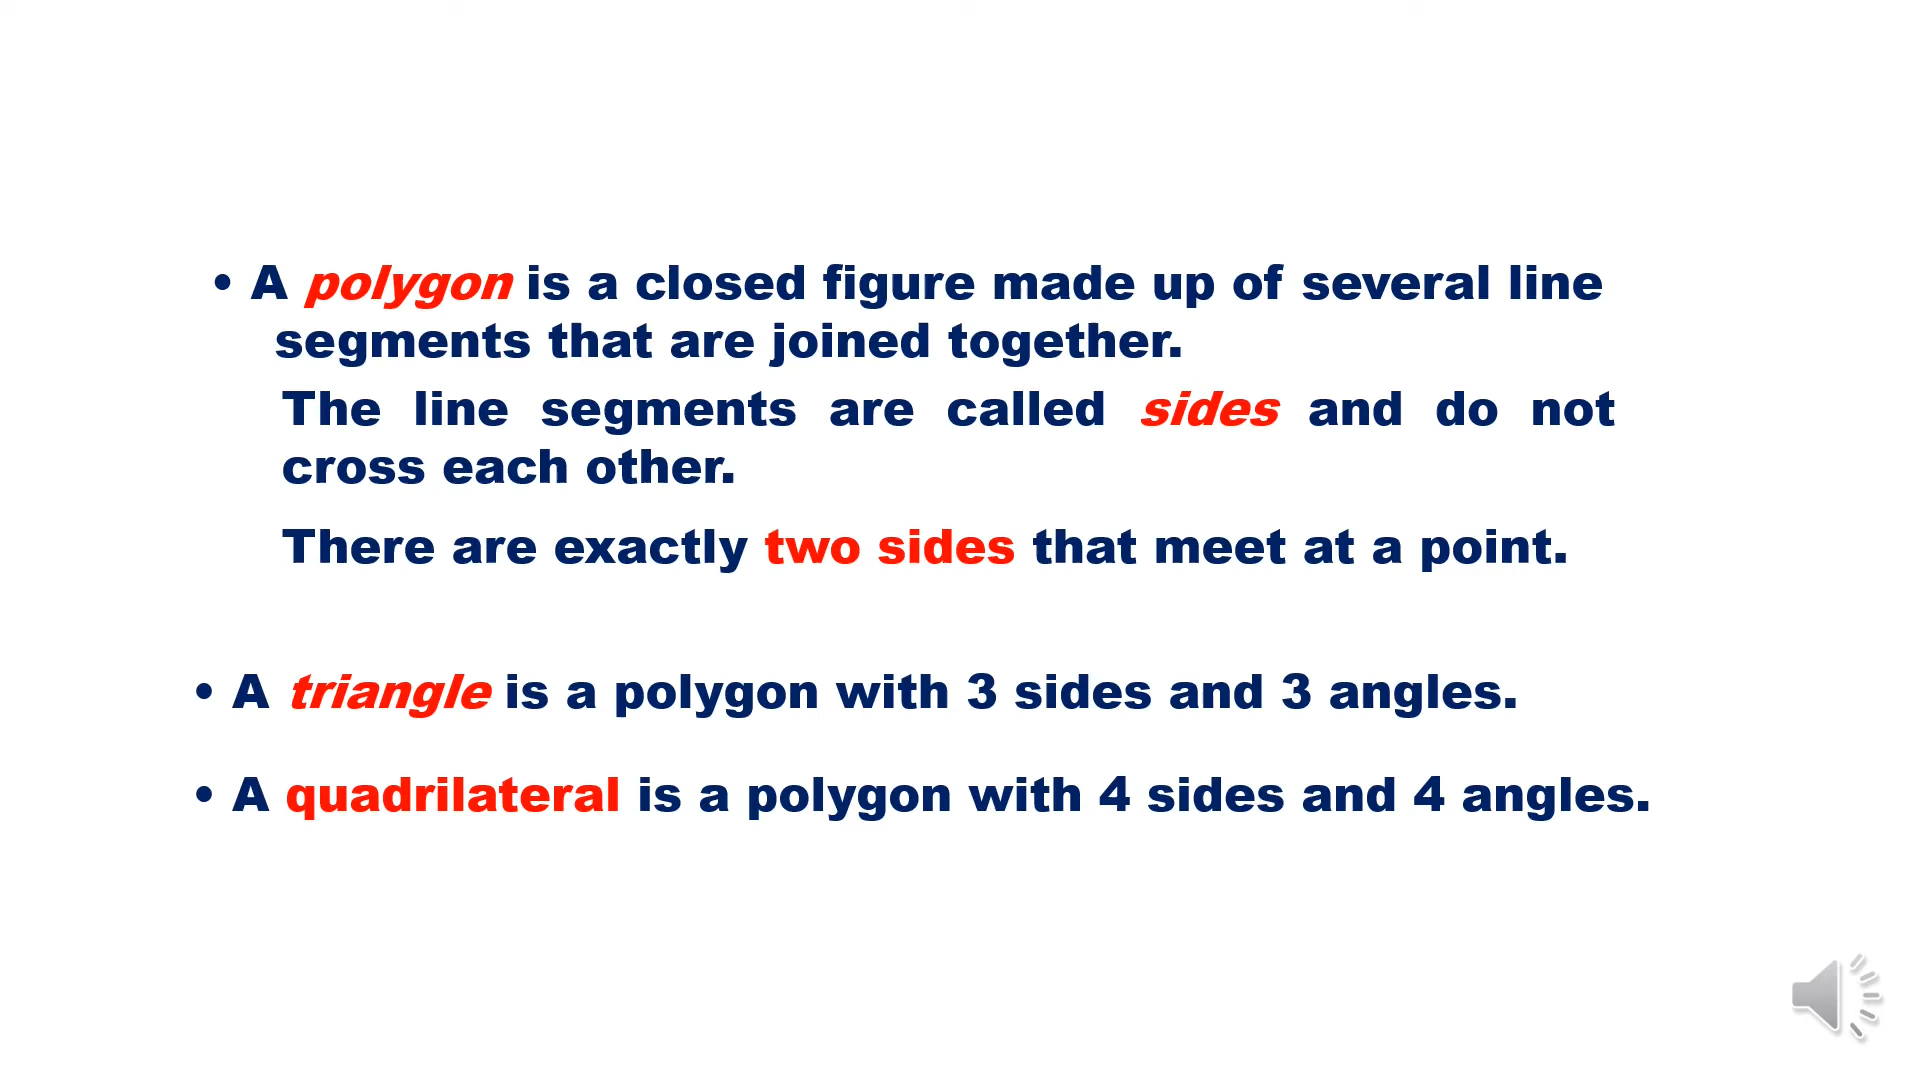 • A polygon is a closed figure made up of several line
segments that are joined together.
The line segments are called sides and do not
cross each other.
There are exactly two sides that meet at a point.
• A triangle is a polygon with 3 sides and 3 angles.
• A quadrilateral is a polygon with 4 sides and 4 angles.